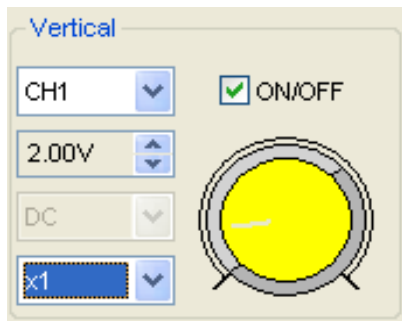 Vertical
CH1
ON/OFF
2.00V
DC
x1